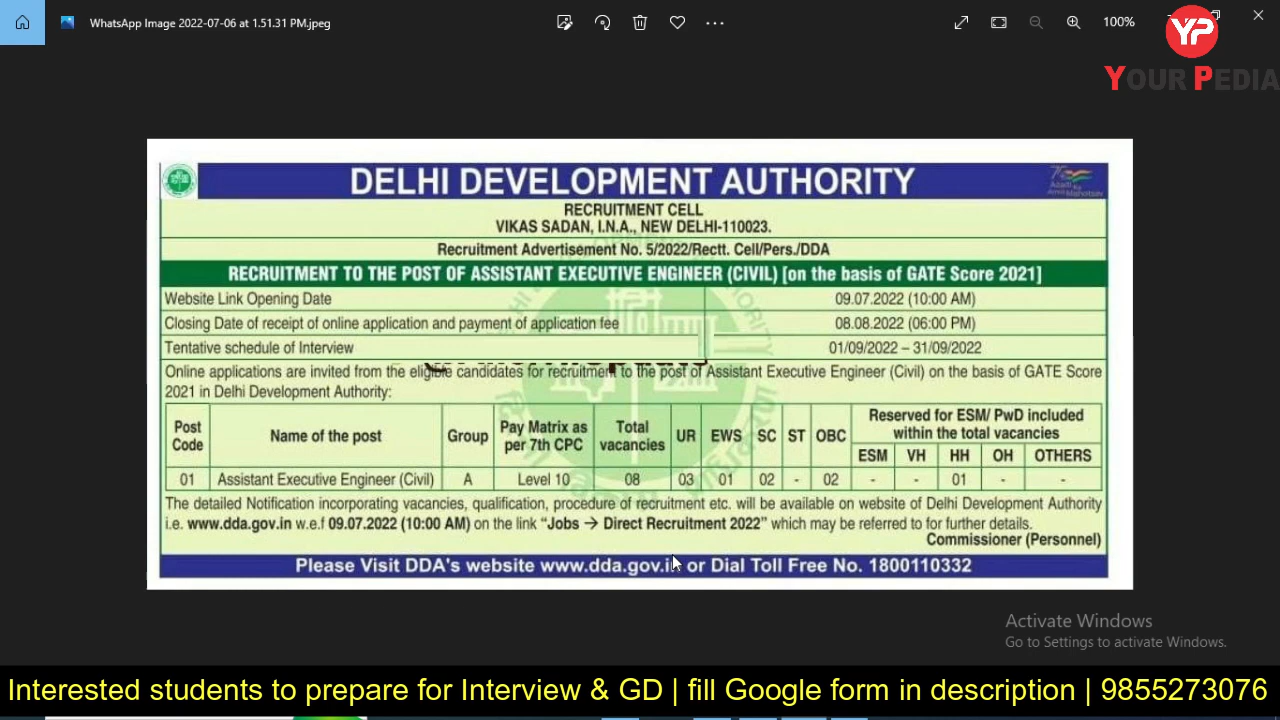 WhatsApp Image 2022-07-06 at 1.51.31 PM.jpeg
100%
YP
YOUR PEDIA
DELHI DEVELOPMENT AUTHORITY
Azadi Ka
Amrit Mahotsav
RECRUITMENT CELL
VIKAS SADAN, I.N.A., NEW DELHI-110023.
Recruitment Advertisement No. 5/2022/Rectt. Cell/Pers./DDA
RECRUITMENT TO THE POST OF ASSISTANT EXECUTIVE ENGINEER (CIVIL) [on the basis of GATE Score 2021]
Website Link Opening Date 09.07.2022 (10:00 AM)
Closing Date of receipt of online application and payment of application fee 08.08.2022 (06:00 PM)
Tentative schedule of Interview 01/09/2022 – 31/09/2022
Online applications are invited from the eligible candidates for recruitment to the post of Assistant Executive Engineer (Civil) on the basis of GATE Score
2021 in Delhi Development Authority:
Post Code Name of the post Group Pay Matrix as per 7th CPC Total vacancies UR EWS SC ST OBC Reserved for ESM/ PwD included within the total vacancies
ESM VH HH OH OTHERS
01 Assistant Executive Engineer (Civil) A Level 10 08 03 01 02 - 02 - - 01 - -
The detailed Notification incorporating vacancies, qualification, procedure of recruitment etc. will be available on website of Delhi Development Authority
i.e. www.dda.gov.in w.e.f 09.07.2022 (10:00 AM) on the link “Jobs → Direct Recruitment 2022” which may be referred to for further details.
Commissioner (Personnel)
Please Visit DDA's website www.dda.gov.in or Dial Toll Free No. 1800110332
Activate Windows
Go to Settings to activate Windows.
Interested students to prepare for Interview & GD | fill Google form in description | 9855273076